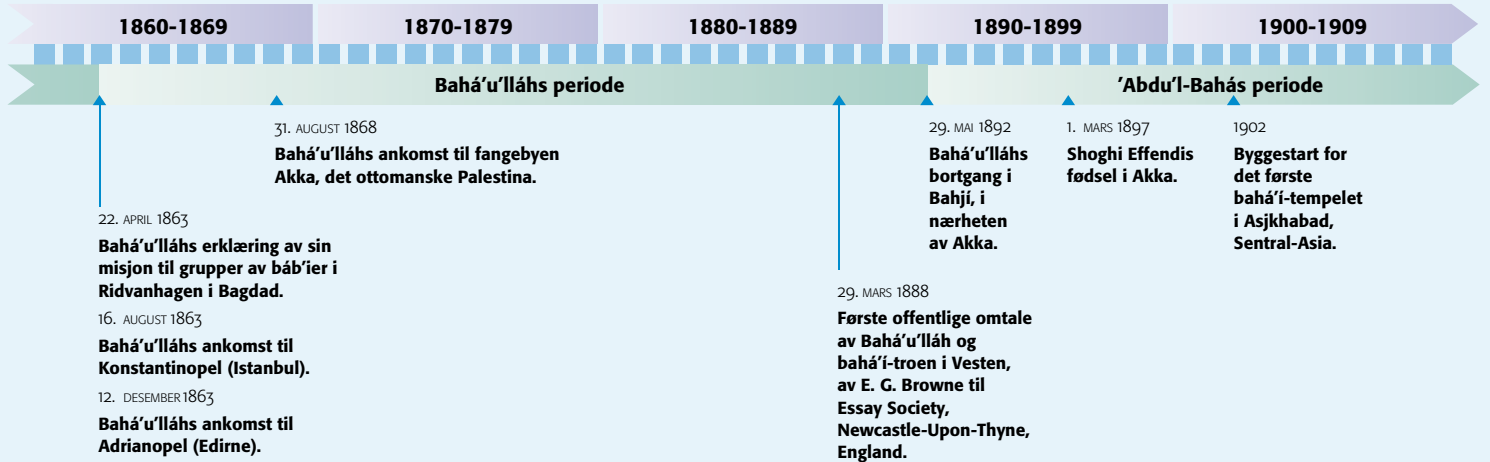 1860-1869
1870-1879
1880-1889
1890-1899
1900-1909
Bahá'u'lláhs periode
'Abdu'l-Bahás periode
22. APRIL 1863
Bahá'u'lláhs erklæring av sin
misjon til grupper av báb'ier i
Ridvanhagen i Bagdad.
16. AUGUST 1863
Bahá'u'lláhs ankomst til
Konstantinopel (Istanbul).
12. DESEMBER 1863
Bahá'u'lláhs ankomst til
Adrianopel (Edirne).
31. AUGUST 1868
Bahá'u'lláhs ankomst til fangebyen
Akka, det ottomanske Palestina.
29. MARS 1888
Første offentlige omtale
av Bahá'u'lláh og
bahá'í-troen i Vesten,
av E. G. Browne til
Essay Society,
Newcastle-Upon-Thyne,
England.
29. MAI 1892
Bahá'u'lláhs
bortgang i
Bahjí, i
nærheten
av Akka.
1. MARS 1897
Shoghi Effendis
fødsel i Akka.
1902
Byggestart for
det første
bahá'í-tempelet
i Asjkhabad,
Sentral-Asia.